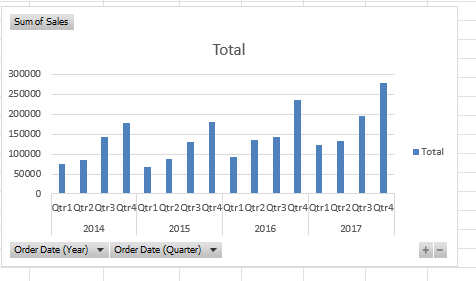 Sum of Sales
Total
300000
250000
200000
150000
100000
50000
0
Total
Qtr1 Qtr2 Qtr3 Qtr4 Qtr1 Qtr2 Qtr3 Qtr4 Qtr1 Qtr2 Qtr3 Qtr4 Qtr1 Qtr2 Qtr3 Qtr4
2014 2015 2016 2017
Order Date (Year) Order Date (Quarter) + −